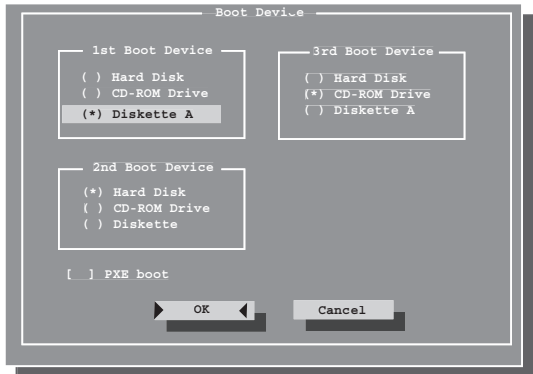 Boot Device
1st Boot Device
( ) Hard Disk
( ) CD-ROM Drive
(*) Diskette A
3rd Boot Device
( ) Hard Disk
(*) CD-ROM Drive
( ) Diskette A
2nd Boot Device
(*) Hard Disk
( ) CD-ROM Drive
( ) Diskette
[ ] PXE boot
OK
Cancel